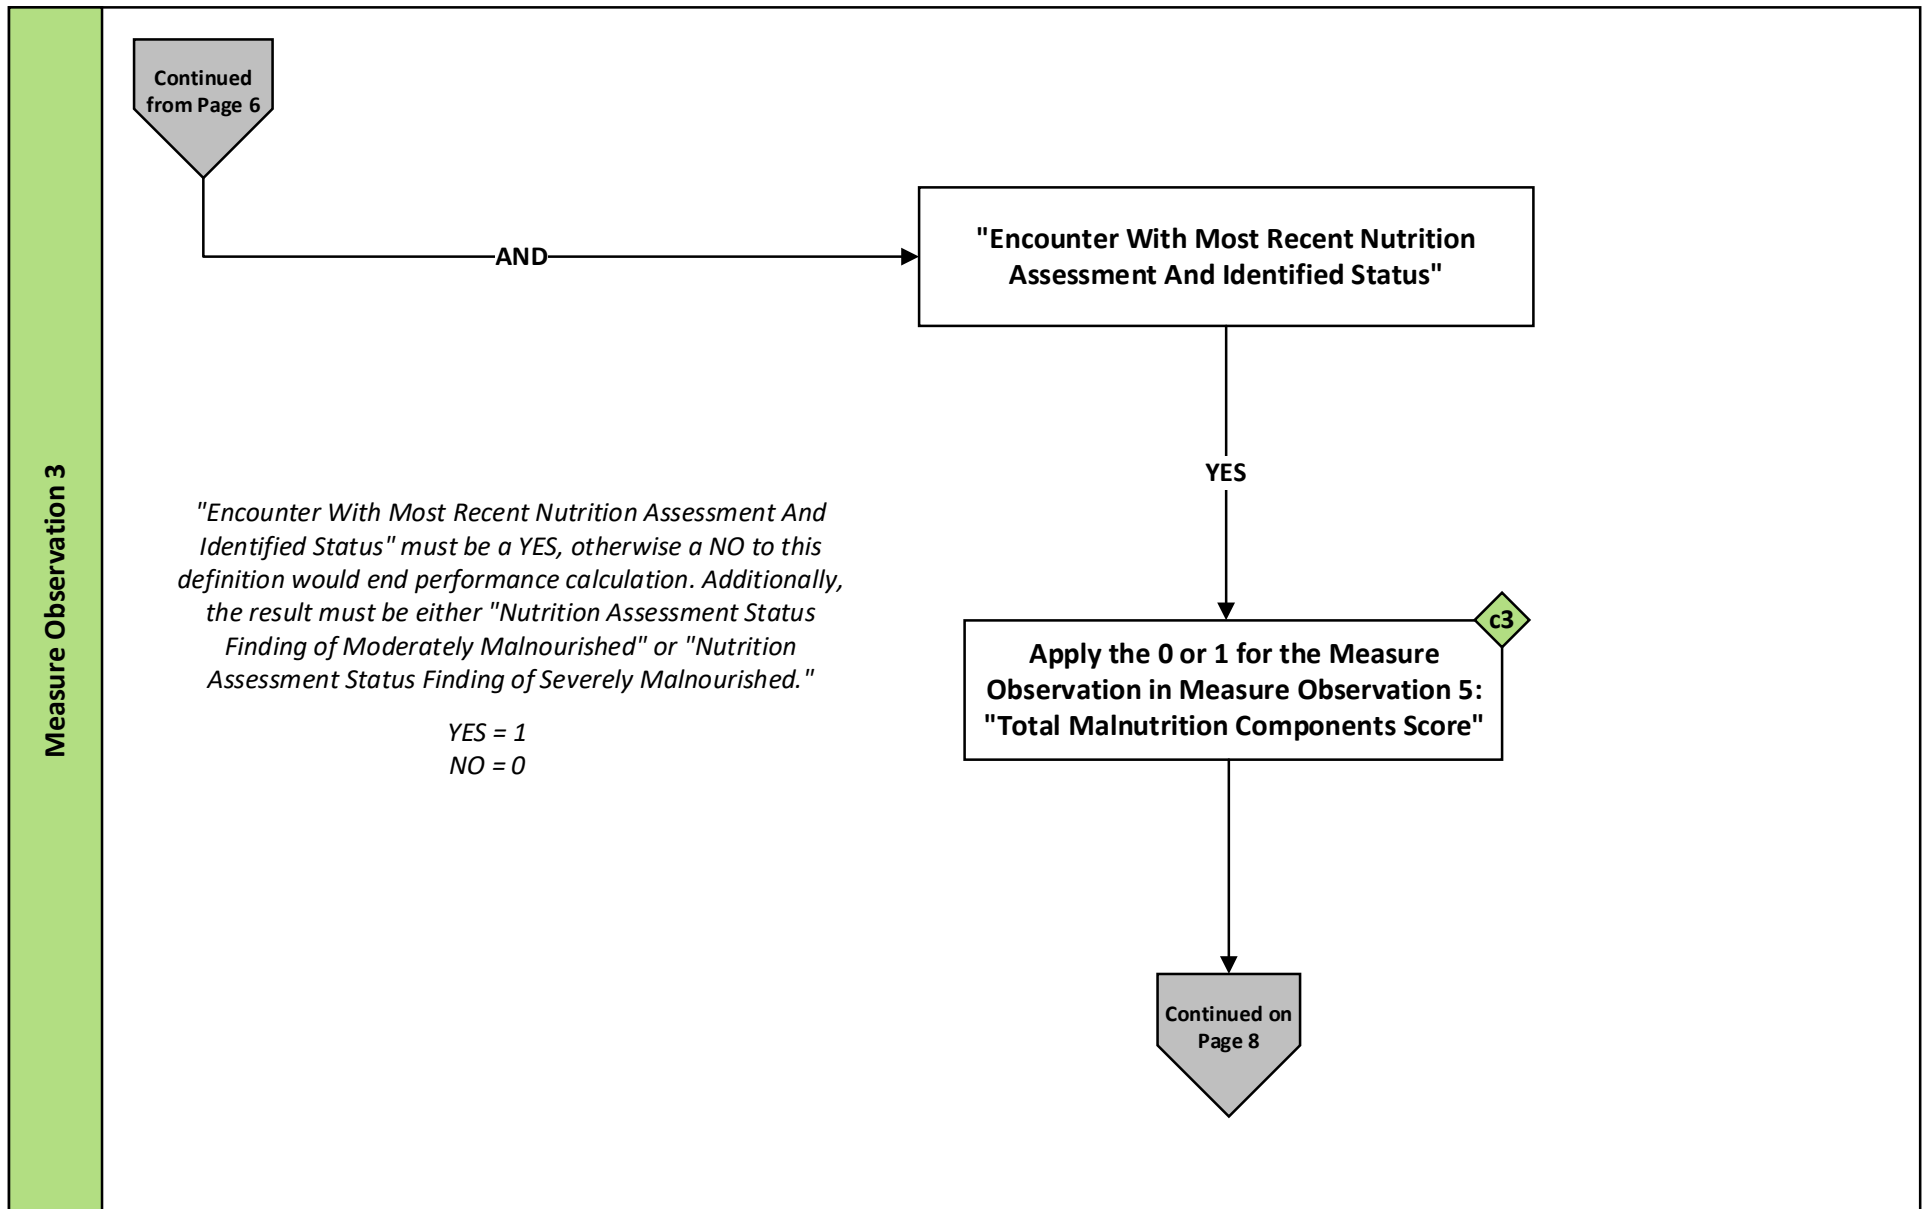 Measure Observation 3
Continued
from Page 6
AND
"Encounter With Most Recent Nutrition
Assessment And Identified Status"
YES
"Encounter With Most Recent Nutrition Assessment And
Identified Status" must be a YES, otherwise a NO to this
definition would end performance calculation. Additionally,
the result must be either "Nutrition Assessment Status
Finding of Moderately Malnourished" or "Nutrition
Assessment Status Finding of Severely Malnourished."
YES = 1
NO = 0
c3
Apply the 0 or 1 for the Measure
Observation in Measure Observation 5:
"Total Malnutrition Components Score"
Continued on
Page 8